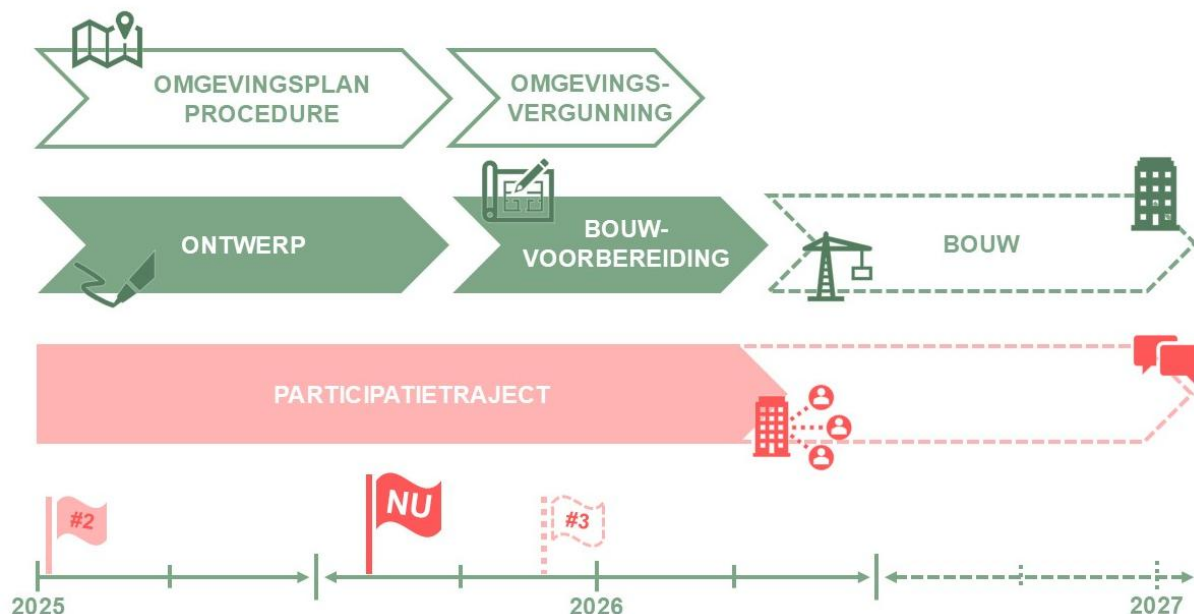 OMGEVINGSPLAN
PROCEDURE
OMGEVINGS-
VERGUNNING
ONTWERP
BOUW-
VOORBEREIDING
BOUW
PARTICIPATIETRAJECT
#2
NU
#3
2025
2026
2027